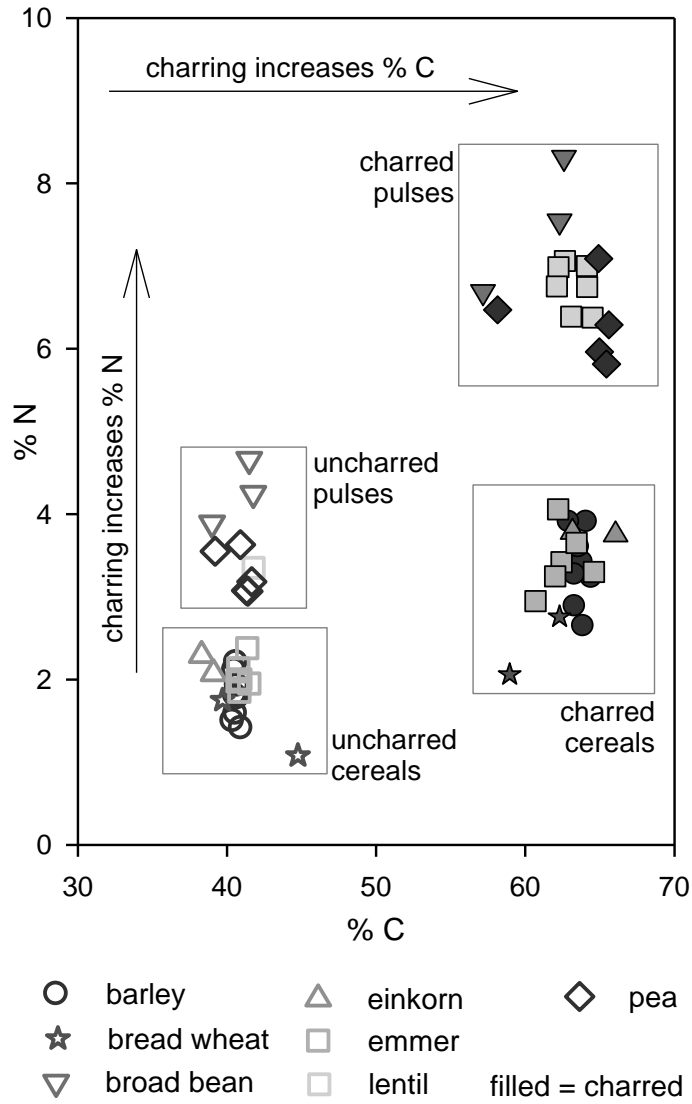 10
charring increases % C
charred
pulses
8
charring increases % N
6
% N
uncharred
pulses
4
2
uncharred
cereals
charred
cereals
0
30
40
50
60
70
% C
barley
einkorn
pea
bread wheat
emmer
broad bean
lentil
filled = charred